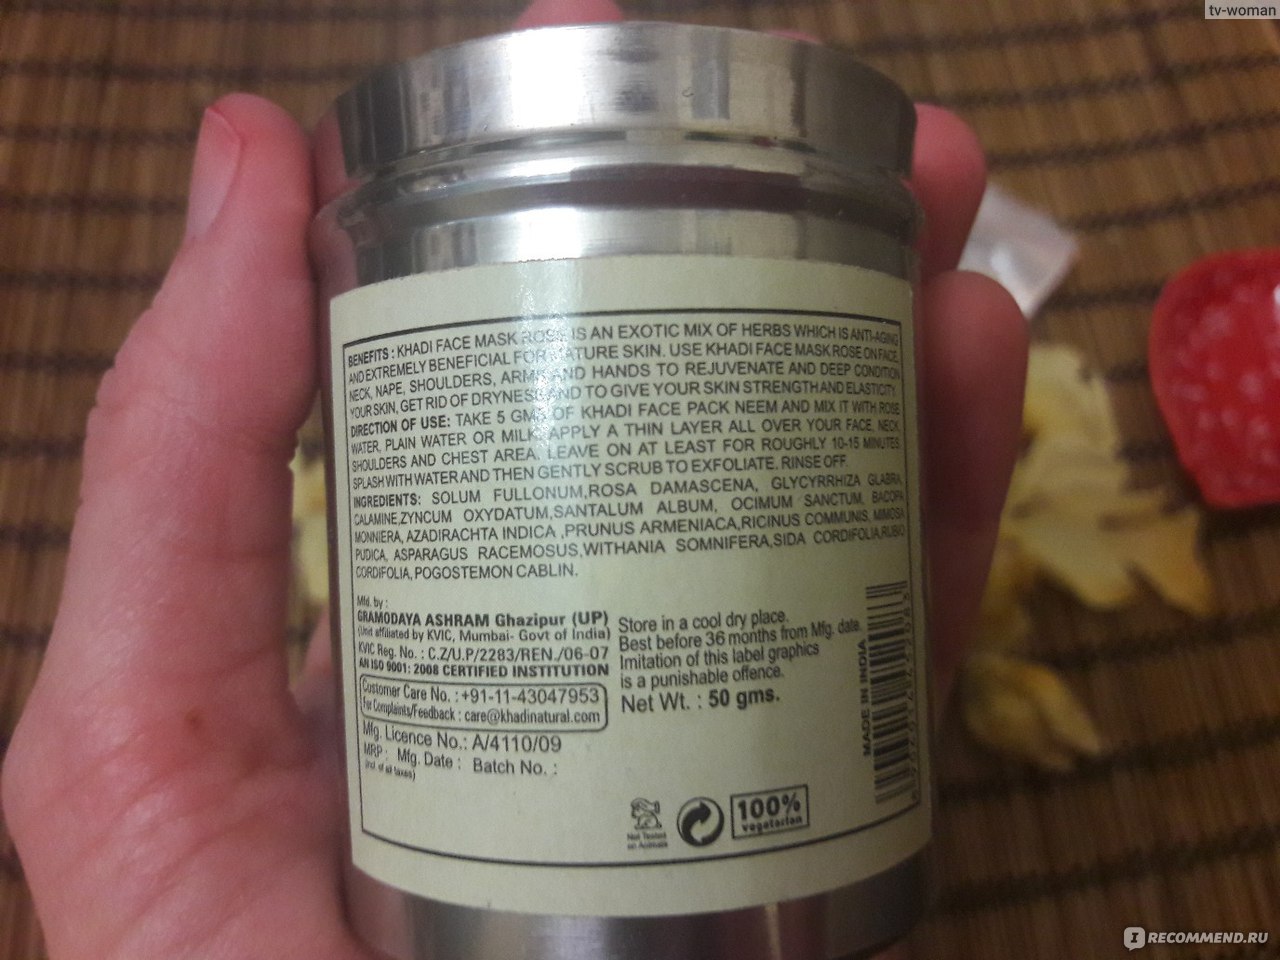 tv-woman
BENEFITS : KHADI FACE MASK ROSE IS AN EXOTIC MIX OF HERBS WHICH IS ANTI-AGING
AND EXTREMELY BENEFICIAL FOR MATURE SKIN. USE KHADI FACE MASK ROSE ON FACE,
NECK, NAPE, SHOULDERS, ARMS AND HANDS TO REJUVENATE AND DEEP CONDITION
YOUR SKIN, GET RID OF DRYNESS AND TO GIVE YOUR SKIN STRENGTH AND ELASTICITY.
DIRECTION OF USE: TAKE 5 GMS OF KHADI FACE PACK NEEM AND MIX IT WITH ROSE
WATER, PLAIN WATER OR MILK. APPLY A THIN LAYER ALL OVER YOUR FACE, NECK,
SHOULDERS AND CHEST AREA. LEAVE ON AT LEAST FOR ROUGHLY 10-15 MINUTES.
SPLASH WITH WATER AND THEN GENTLY SCRUB TO EXFOLIATE. RINSE OFF.
INGREDIENTS: SOLUM FULLONUM,ROSA DAMASCENA, GLYCYRRHIZA GLABRA,
CALAMINE,ZYNCUM OXYDATUM,SANTALUM ALBUM, OCIMUM SANCTUM, BACOPA
MONNIERA, AZADIRACHTA INDICA ,PRUNUS ARMENIACA,RICINUS COMMUNIS, MIMOSA
PUDICA, ASPARAGUS RACEMOSUS,WITHANIA SOMNIFERA,SIDA CORDIFOLIA,RUBIO
CORDIFOLIA,POGOSTEMON CABLIN.
Mfd. by :
GRAMODAYA ASHRAM Ghazipur (UP)
(Unit affiliated by KVIC, Mumbai- Govt of India)
KVIC Reg. No. : C.Z/U.P/2283/REN./06-07
AN ISO 9001: 2008 CERTIFIED INSTITUTION
Customer Care No. : +91-11-43047953
For Complaints/Feedback : care@khadinatural.com
Mfg. Licence No.: A/4110/09
MRP : Mfg. Date : Batch No. :
(incl. of all taxes)
Store in a cool dry place.
Best before 36 months from Mfg. date.
Imitation of this label graphics
is a punishable offence.
Net Wt. : 50 gms.
MADE IN INDIA
Not Tested
on Animals
100%
vegetarian
IRECOMMEND.RU